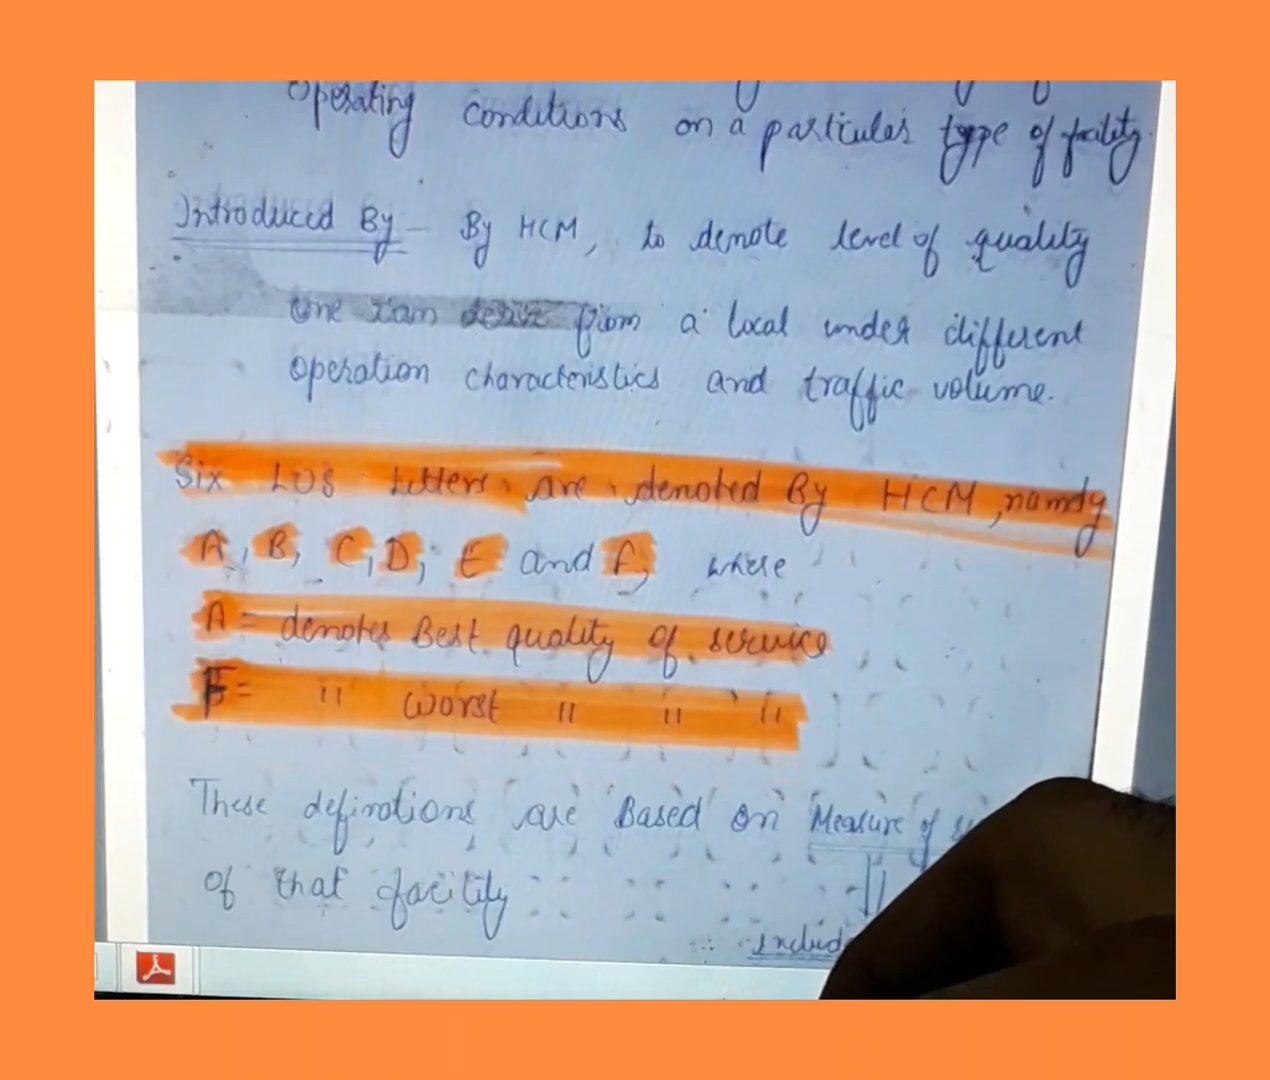 operating conditions on a particular type of facility.
Introduced By - By HCM, to denote level of quality
one can derive from a local under different
operation characteristics and traffic volume.
Six LOS letters are denoted By HCM, namely
A, B, C, D, E and F, where
A = denotes Best quality of service
F = " worst " " "
These definations are Based on Measure of
of that facility